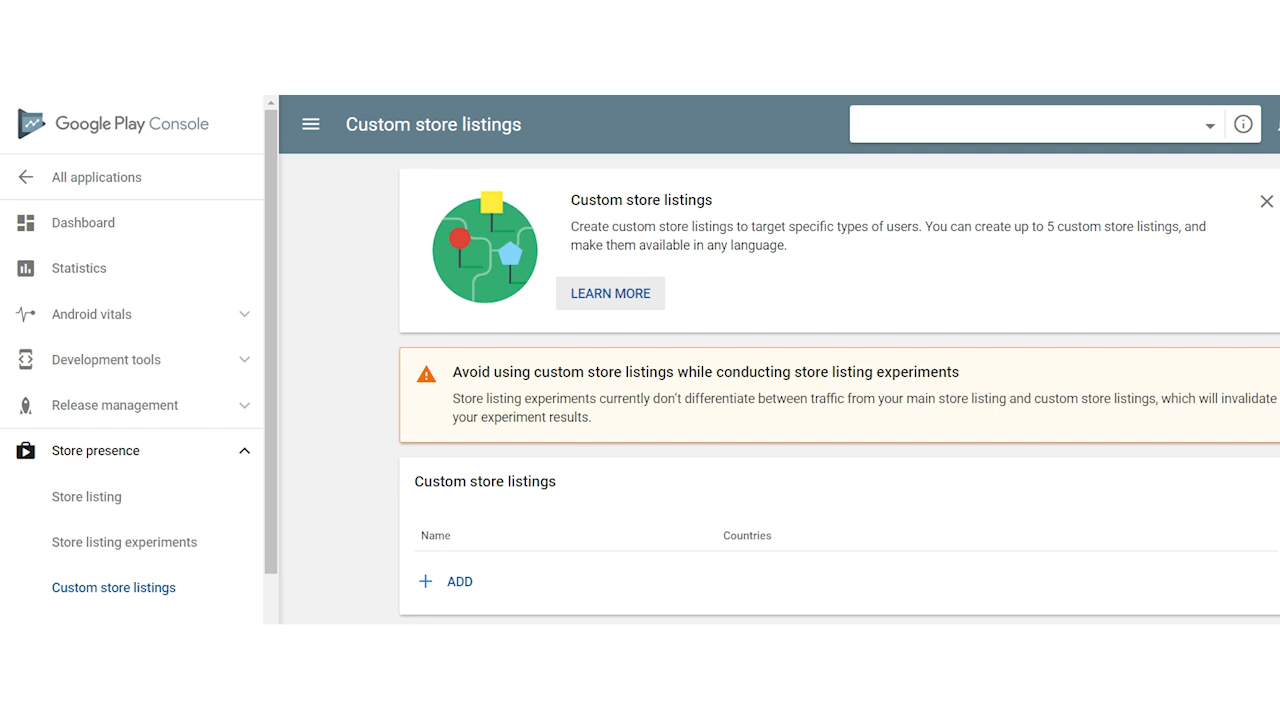 Google Play Console
All applications
Dashboard
Statistics
Android vitals
Development tools
Release management
Store presence
Store listing
Store listing experiments
Custom store listings
Custom store listings
Custom store listings
Create custom store listings to target specific types of users. You can create up to 5 custom store listings, and
make them available in any language.
LEARN MORE
Avoid using custom store listings while conducting store listing experiments
Store listing experiments currently don't differentiate between traffic from your main store listing and custom store listings, which will invalidate
your experiment results.
Custom store listings
Name Countries
ADD